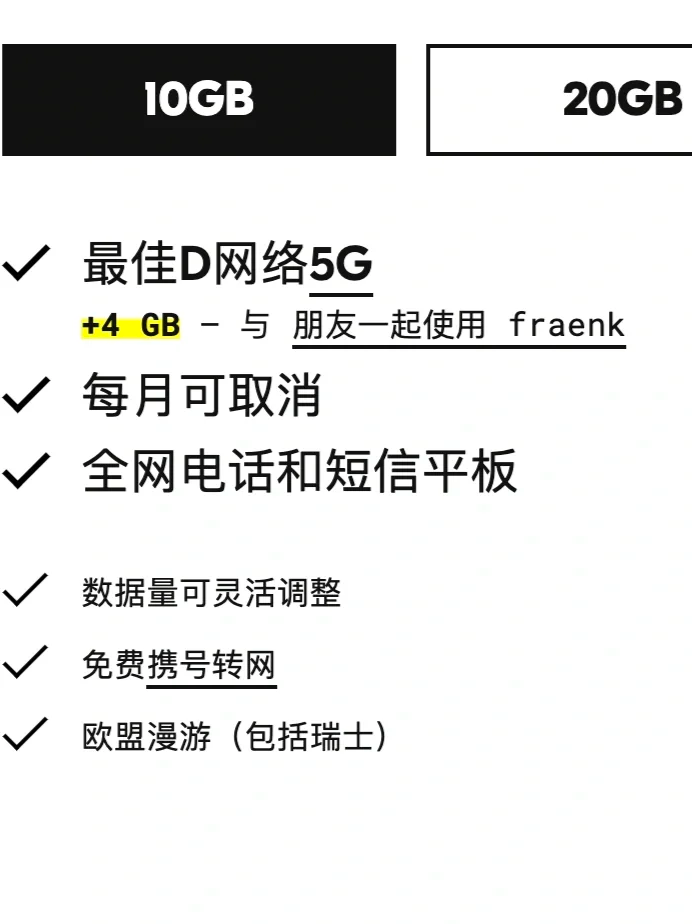 10GB
20GB
最佳D网络5G
+4 GB – 与 朋友一起使用 fraenk
每月可取消
全网电话和短信平板
数据量可灵活调整
免费携号转网
欧盟漫游（包括瑞士）